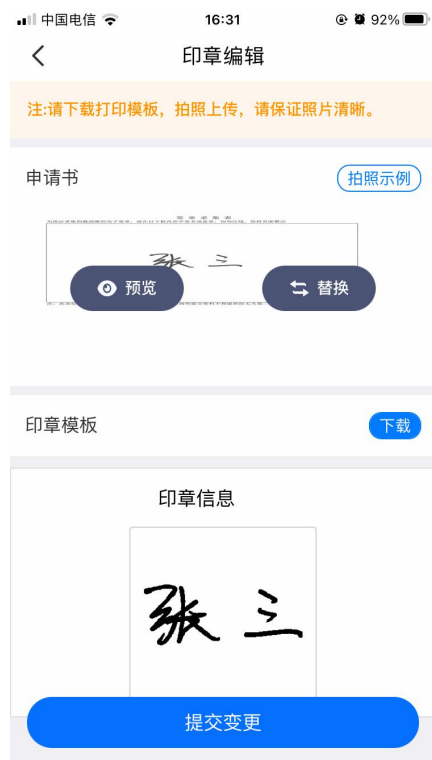 中国电信 16:31 92%
印章编辑
注:请下载打印模板，拍照上传，请保证照片清晰。
申请书 拍照示例
张三
预览 替换
印章模板 下载
印章信息
张三
提交变更